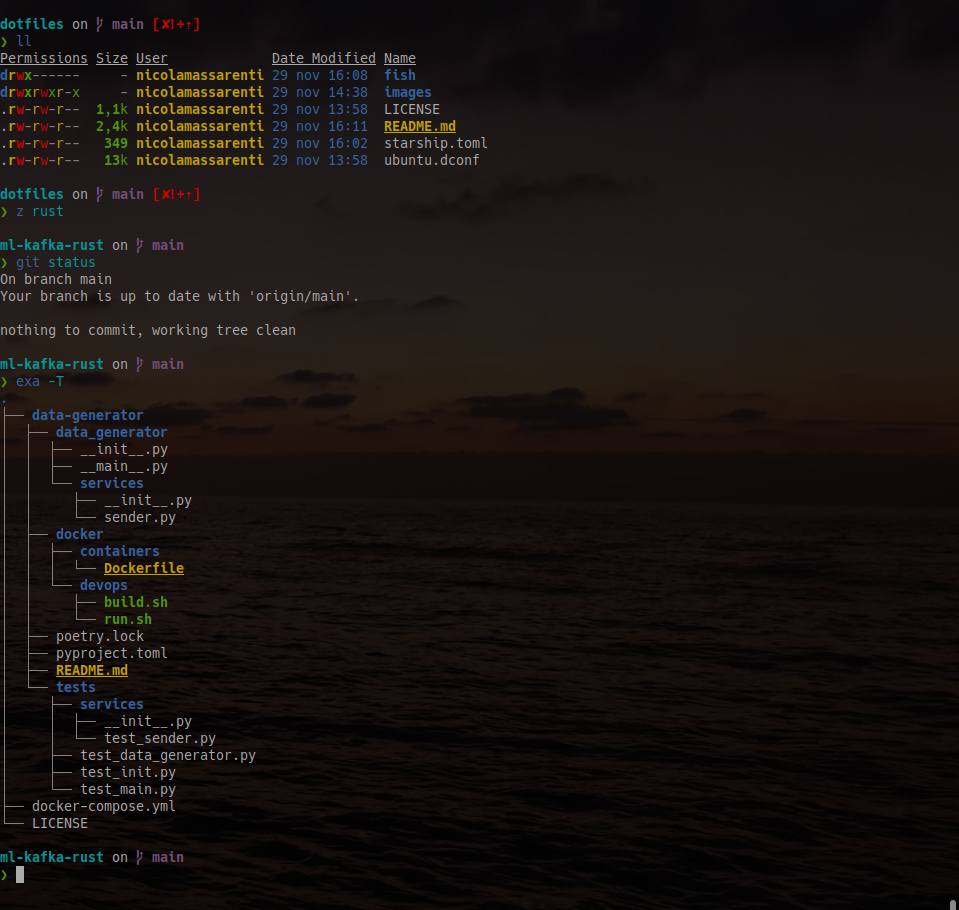 dotfiles on main [✘!+↑]
❯ ll
Permissions Size User Date Modified Name
drwx------ - nicolamassarenti 29 nov 16:08 fish
drwxrwxr-x - nicolamassarenti 29 nov 14:38 images
.rw-rw-r-- 1,1k nicolamassarenti 29 nov 13:58 LICENSE
.rw-rw-r-- 2,4k nicolamassarenti 29 nov 16:11 README.md
.rw-rw-r-- 349 nicolamassarenti 29 nov 16:02 starship.toml
.rw-rw-r-- 13k nicolamassarenti 29 nov 13:58 ubuntu.dconf
dotfiles on main [✘!+↑]
❯ z rust
ml-kafka-rust on main
❯ git status
On branch main
Your branch is up to date with 'origin/main'.
nothing to commit, working tree clean
ml-kafka-rust on main
❯ exa -T
.
├── data-generator
│  ├── data_generator
│  │  ├── __init__.py
│  │  ├── __main__.py
│  │  └── services
│  │     ├── __init__.py
│  │     └── sender.py
│  ├── docker
│  │  ├── containers
│  │  │  └── Dockerfile
│  │  └── devops
│  │     ├── build.sh
│  │     └── run.sh
│  ├── poetry.lock
│  ├── pyproject.toml
│  ├── README.md
│  └── tests
│     ├── services
│     │  ├── __init__.py
│     │  └── test_sender.py
│     ├── test_data_generator.py
│     ├── test_init.py
│     └── test_main.py
├── docker-compose.yml
└── LICENSE
ml-kafka-rust on main
❯